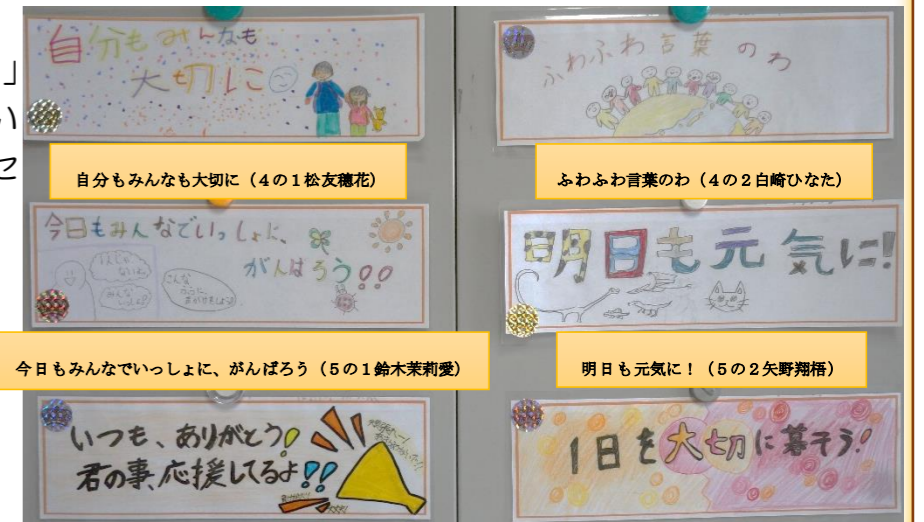 」
い
セ
自分もみんなも
大切に
自分もみんなも大切に(4の1松友穂花)
ふわふわ言葉のわ
ふわふわ言葉のわ(4の2白崎ひなた)
今日もみんなでいっしょに、
がんばろう!!
今日もみんなでいっしょに、がんばろう(5の1鈴木茉莉愛)
明日も元気に!
明日も元気に!(5の2矢野翔梧)
いつも、ありがとう!
君の事、応援してるよ!!
1日を大切に暮そう!